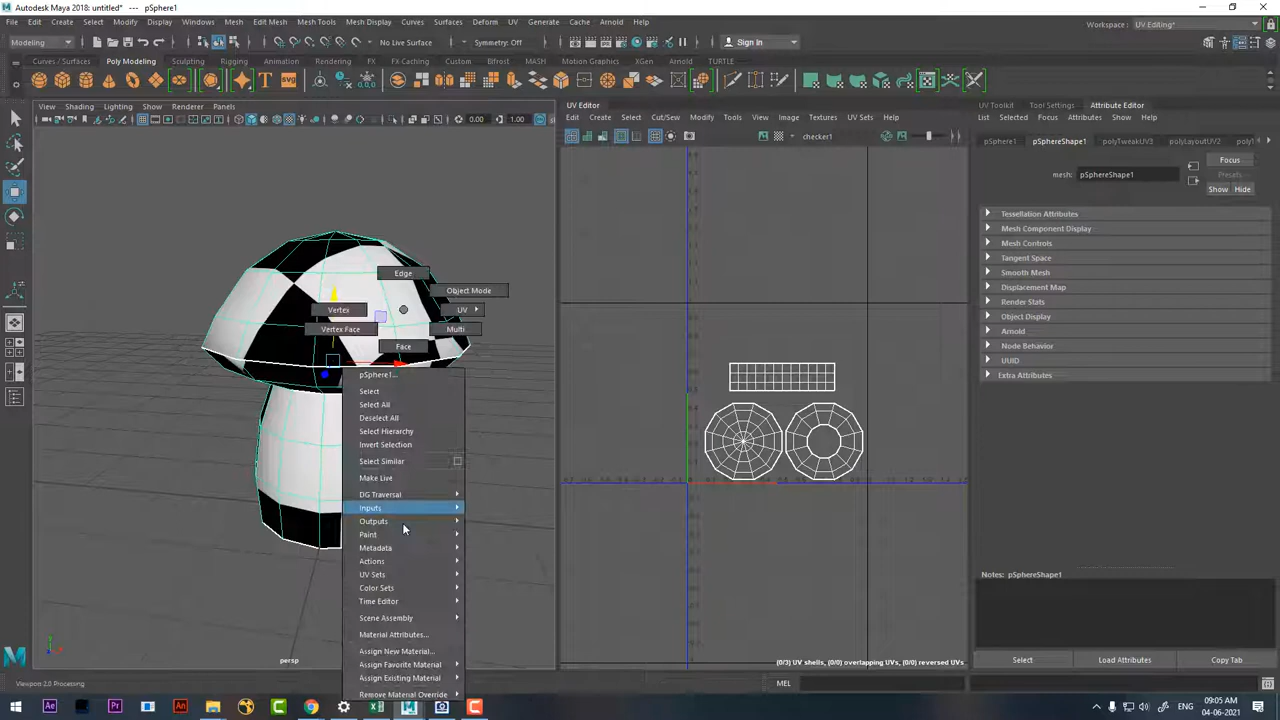 Autodesk Maya 2018: untitled* --- pSphere1
File Edit Create Select Modify Display Windows Mesh Edit Mesh Mesh Tools Mesh Display Curves Surfaces Deform UV Generate Cache Arnold Help
Workspace : UV Editing*
Modeling No Live Surface Symmetry: Off Sign In
Curves / Surfaces Poly Modeling Sculpting Rigging Animation Rendering FX FX Caching Custom Bifrost MASH Motion Graphics XGen Arnold TURTLE
View Shading Lighting Show Renderer Panels
0.00 1.00
UV Editor
Edit Create Select Cut/Sew Modify Tools View Image Textures UV Sets Help
checker1
UV Toolkit Tool Settings Attribute Editor
List Selected Focus Attributes Show Help
pSphere1 pSphereShape1 polyTweakUV3 polyLayoutUV2
mesh: pSphereShape1
Focus
Presets
Show Hide
Tessellation Attributes
Mesh Component Display
Mesh Controls
Tangent Space
Smooth Mesh
Displacement Map
Render Stats
Object Display
Arnold
Node Behavior
UUID
Extra Attributes
Notes: pSphereShape1
Select Load Attributes Copy Tab
Edge
Object Mode
Vertex UV
Vertex Face Multi
Face
pSphere1...
Select
Select All
Deselect All
Select Hierarchy
Invert Selection
Select Similar
Make Live
DG Traversal
Inputs
Outputs
Paint
Metadata
Actions
UV Sets
Color Sets
Time Editor
Scene Assembly
Material Attributes...
Assign New Material...
Assign Favorite Material
Assign Existing Material
Remove Material Override
persp
(0/3) UV shells, (0/0) overlapping UVs, (0/0) reversed UVs
Viewport 2.0 Processing
MEL
ENG 09:05 AM
04-06-2021